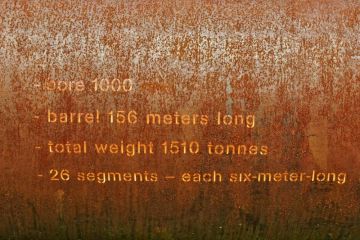 - bore 1000
- barrel 156 meters long
- total weight 1510 tonnes
- 26 segments – each six-meter-long